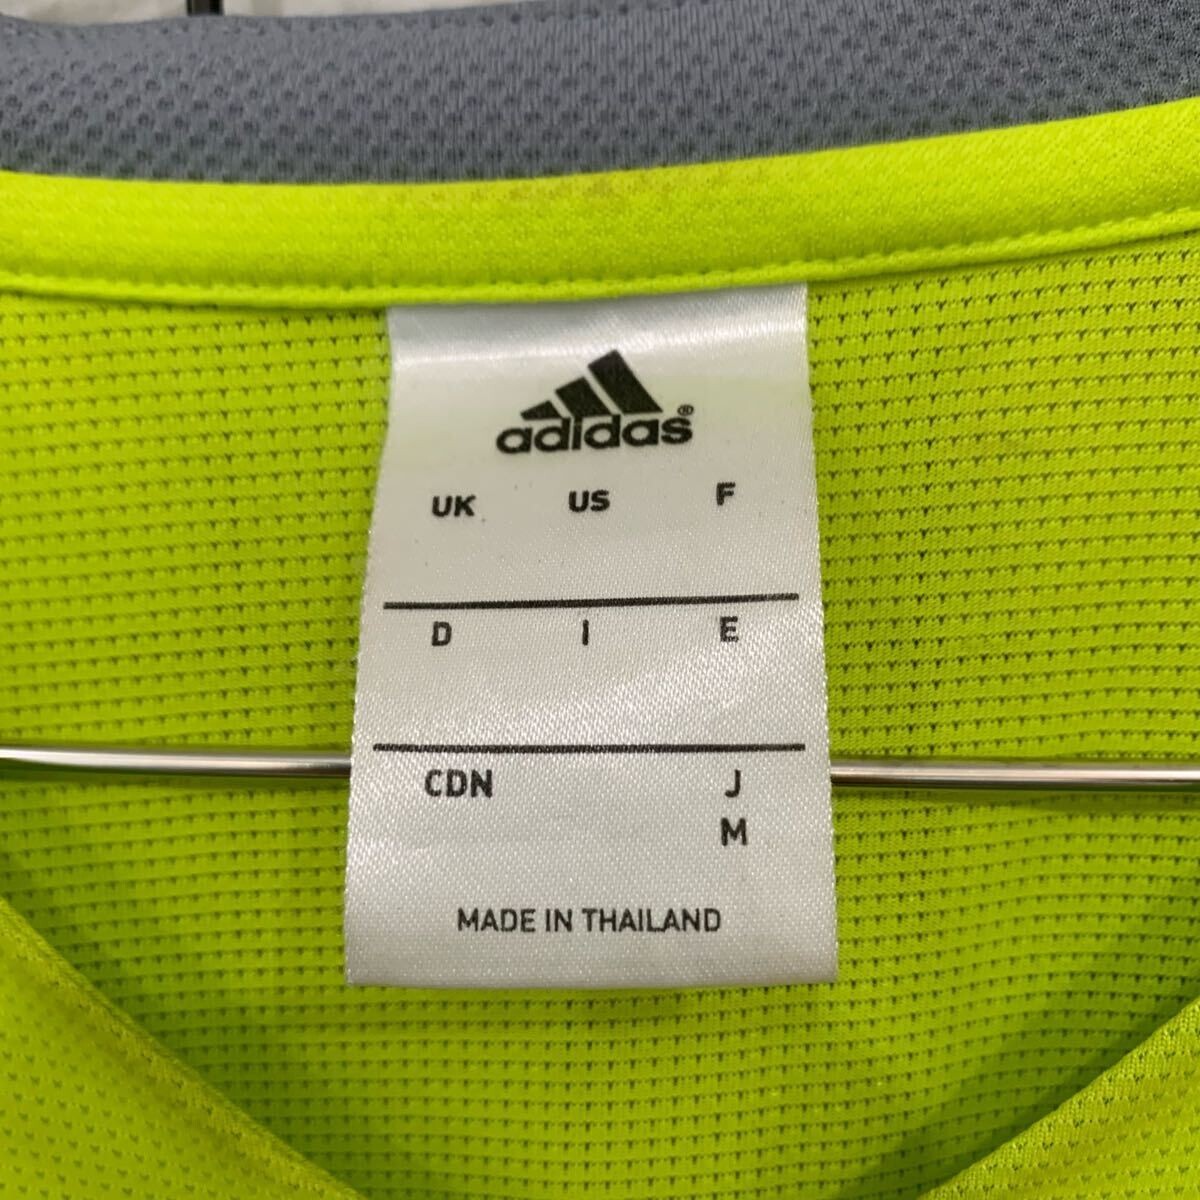 adidas®
UK US F
D I E
CDN J
M
MADE IN THAILAND